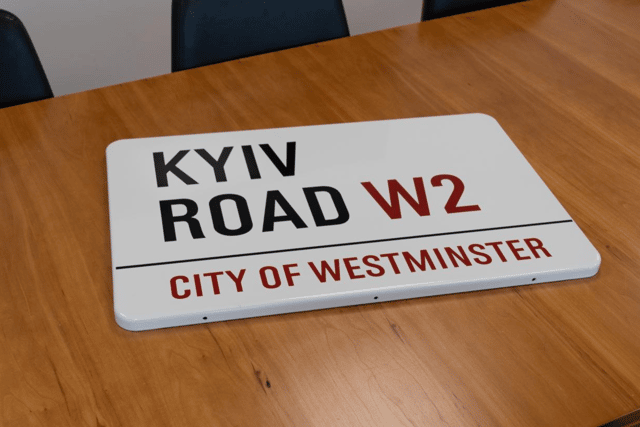 KYIV
ROAD W2
CITY OF WESTMINSTER